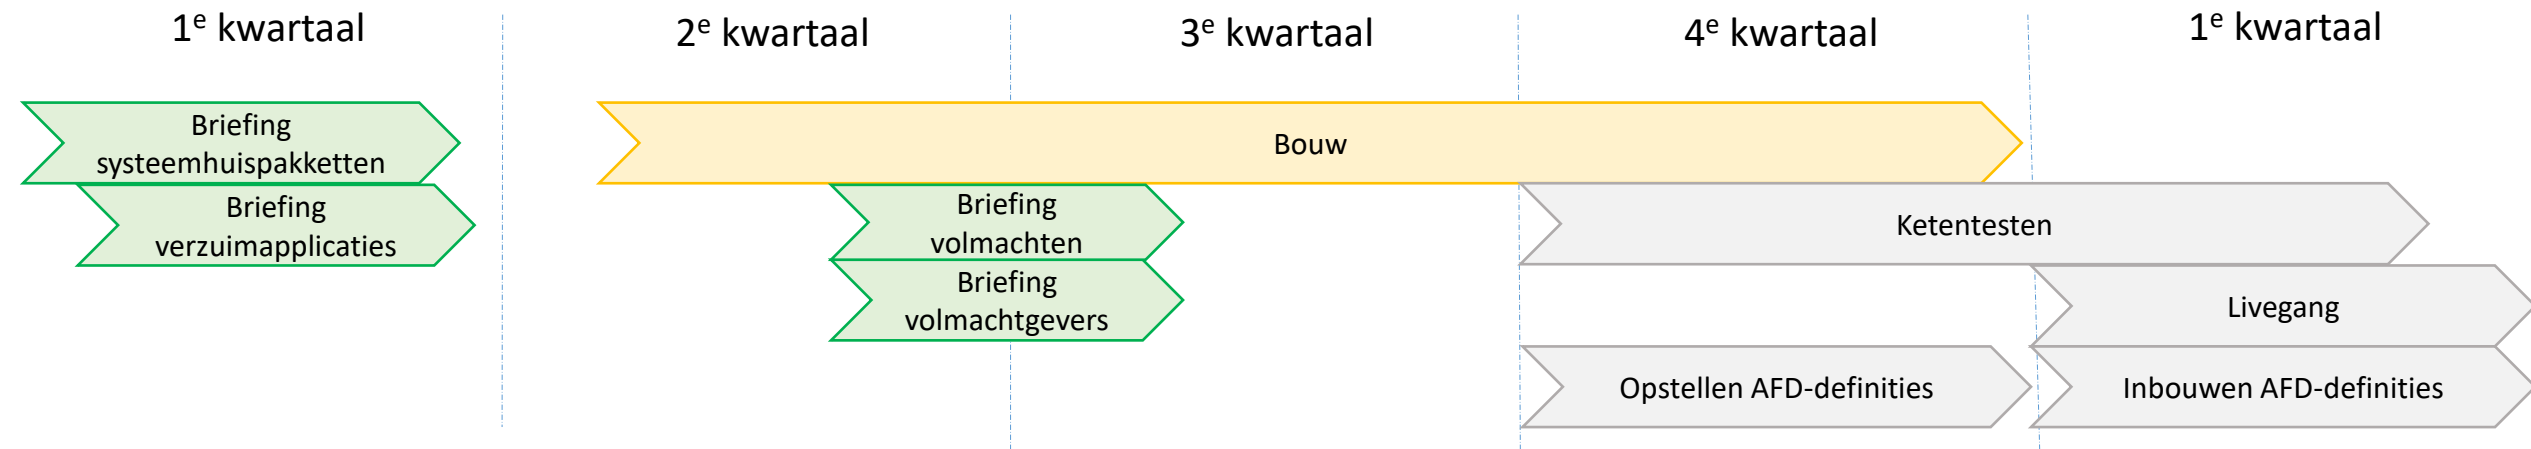 1e kwartaal
2e kwartaal
3e kwartaal
4e kwartaal
1e kwartaal
Briefing
systeemhuispakketten
Bouw
Briefing
verzuimapplicaties
Briefing
volmachten
Ketentesten
Briefing
volmachtgevers
Livegang
Opstellen AFD-definities
Inbouwen AFD-definities